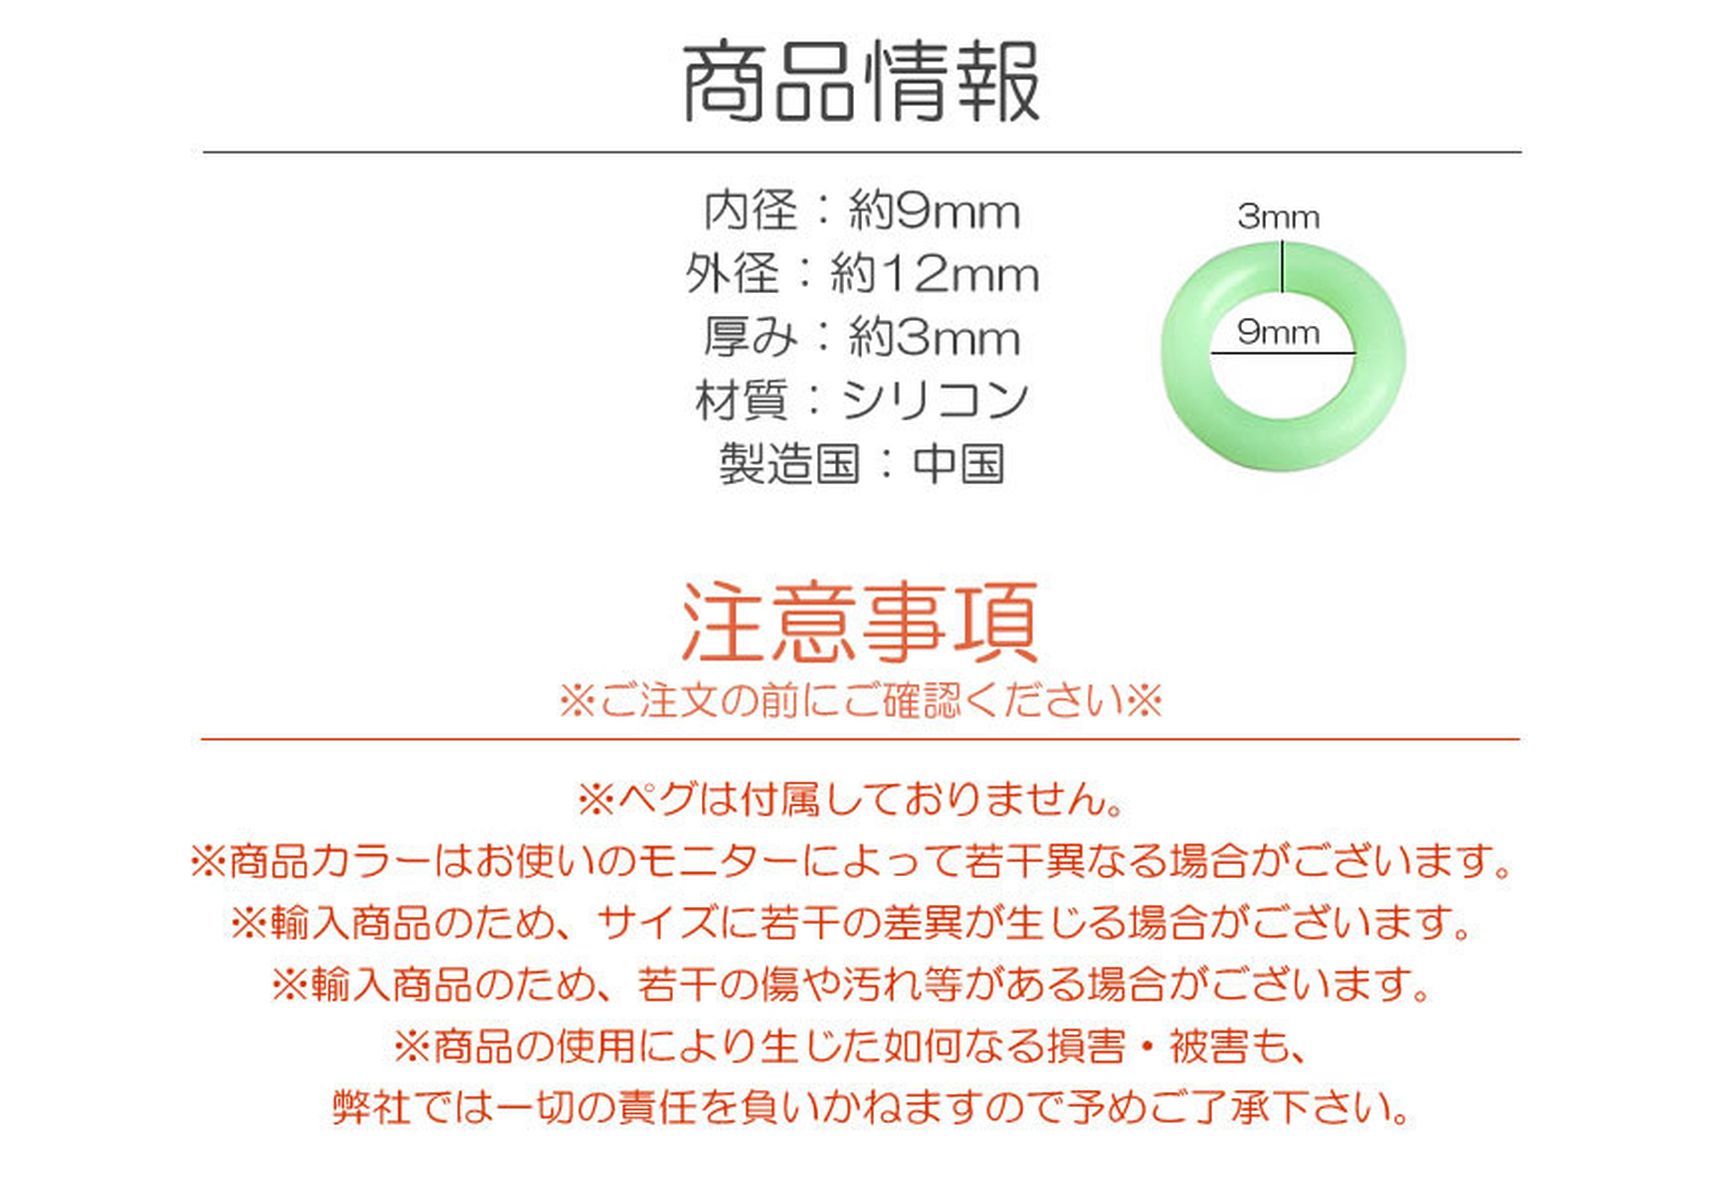 商品情報
内径：約9mm
外径：約12mm
厚み：約3mm
材質：シリコン
製造国：中国
3mm
9mm
注意事項
※ご注文の前にご確認ください※
※ペグは付属しておりません。
※商品カラーはお使いのモニターによって若干異なる場合がございます。
※輸入商品のため、サイズに若干の差異が生じる場合がございます。
※輸入商品のため、若干の傷や汚れ等がある場合がございます。
※商品の使用により生じた如何なる損害・被害も、
弊社では一切の責任を負いかねますので予めご了承下さい。